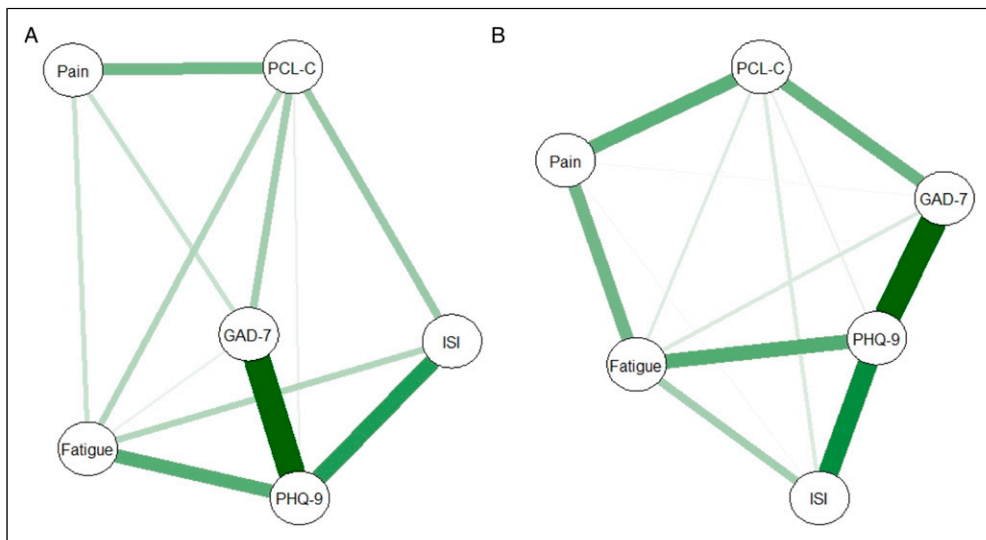 A
Pain
PCL-C
GAD-7
ISI
Fatigue
PHQ-9
B
PCL-C
Pain
GAD-7
PHQ-9
Fatigue
ISI